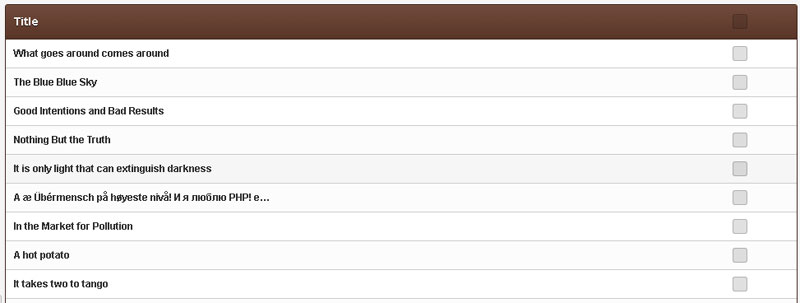 Title
What goes around comes around
The Blue Blue Sky
Good Intentions and Bad Results
Nothing But the Truth
It is only light that can extinguish darkness
A æ Übérmensch på høyeste nivå! И я люблю PHP! е...
In the Market for Pollution
A hot potato
It takes two to tango